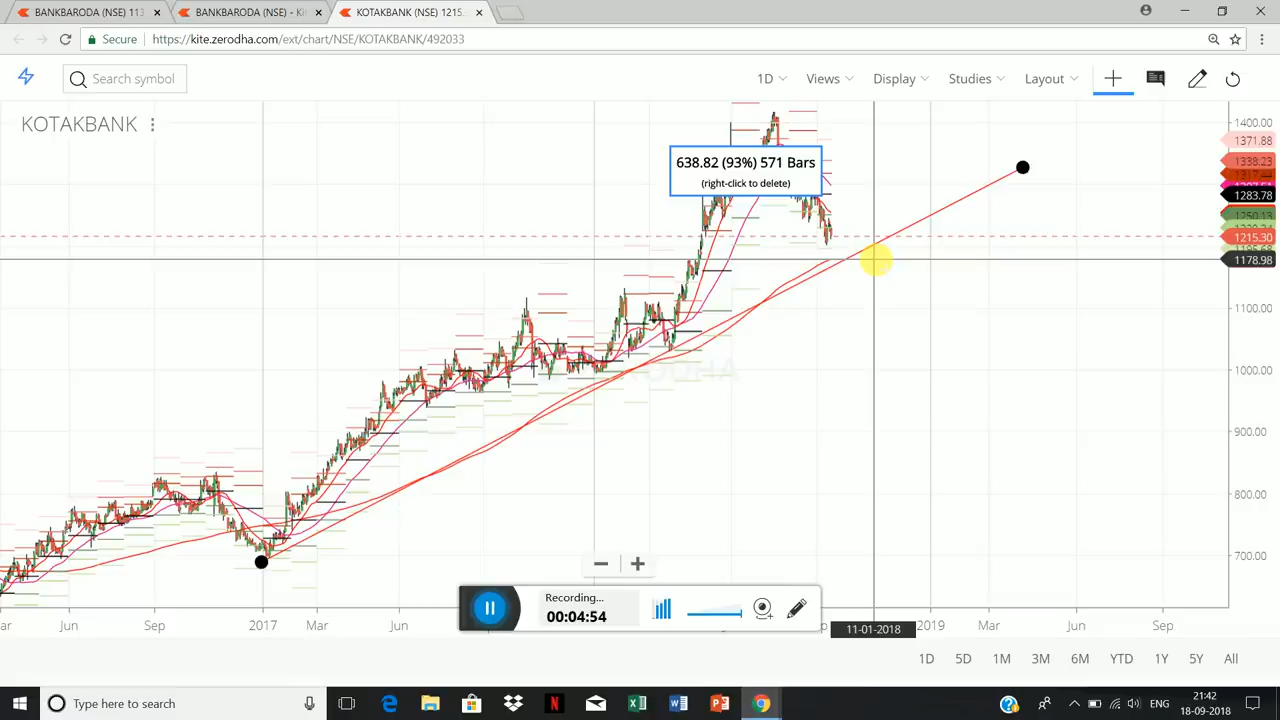 BANKBARODA (NSE) 113
BANKBARODA (NSE) - Ki
KOTAKBANK (NSE) 1215...
Secure
https://kite.zerodha.com/ext/chart/NSE/KOTAKBANK/492033
Search symbol
1D
Views
Display
Studies
Layout
KOTAKBANK
638.82 (93%) 571 Bars
(right-click to delete)
1400.00
1371.88
1338.23
1283.78
1250.13
1215.30
1178.98
1100.00
1000.00
900.00
800.00
700.00
Recording...
00:04:54
ar
Jun
Sep
2017
Mar
Jun
11-01-2018
2019
Mar
Jun
Sep
1D
5D
1M
3M
6M
YTD
1Y
5Y
All
Type here to search
ENG
21:42
18-09-2018